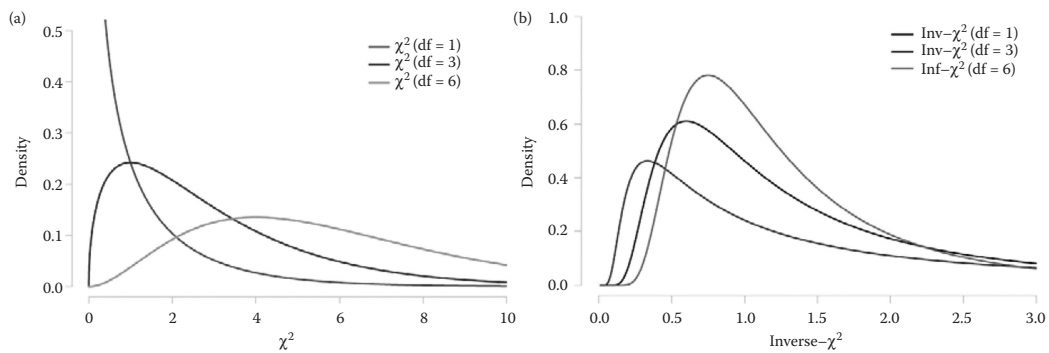 (a)
0.5
0.4
0.3
0.2
0.1
0.0
Density
χ² (df = 1)
χ² (df = 3)
χ² (df = 6)
0 2 4 6 8 10
χ²
(b)
1.0
0.8
0.6
0.4
0.2
0.0
Density
Inv–χ² (df = 1)
Inv–χ² (df = 3)
Inf–χ² (df = 6)
0.0 0.5 1.0 1.5 2.0 2.5 3.0
Inverse–χ²